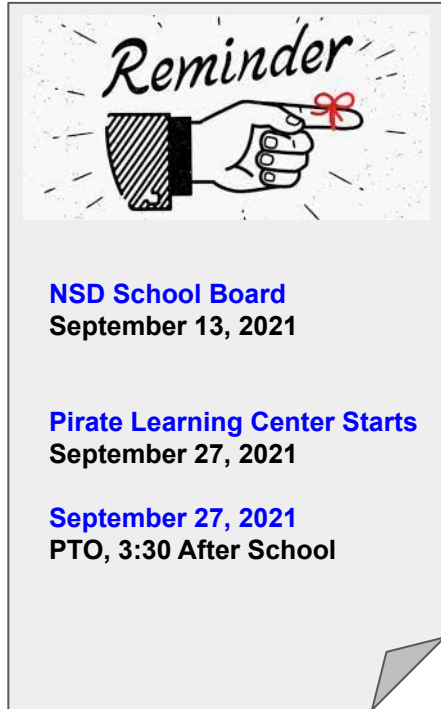 Reminder
NSD School Board
September 13, 2021
Pirate Learning Center Starts
September 27, 2021
September 27, 2021
PTO, 3:30 After School